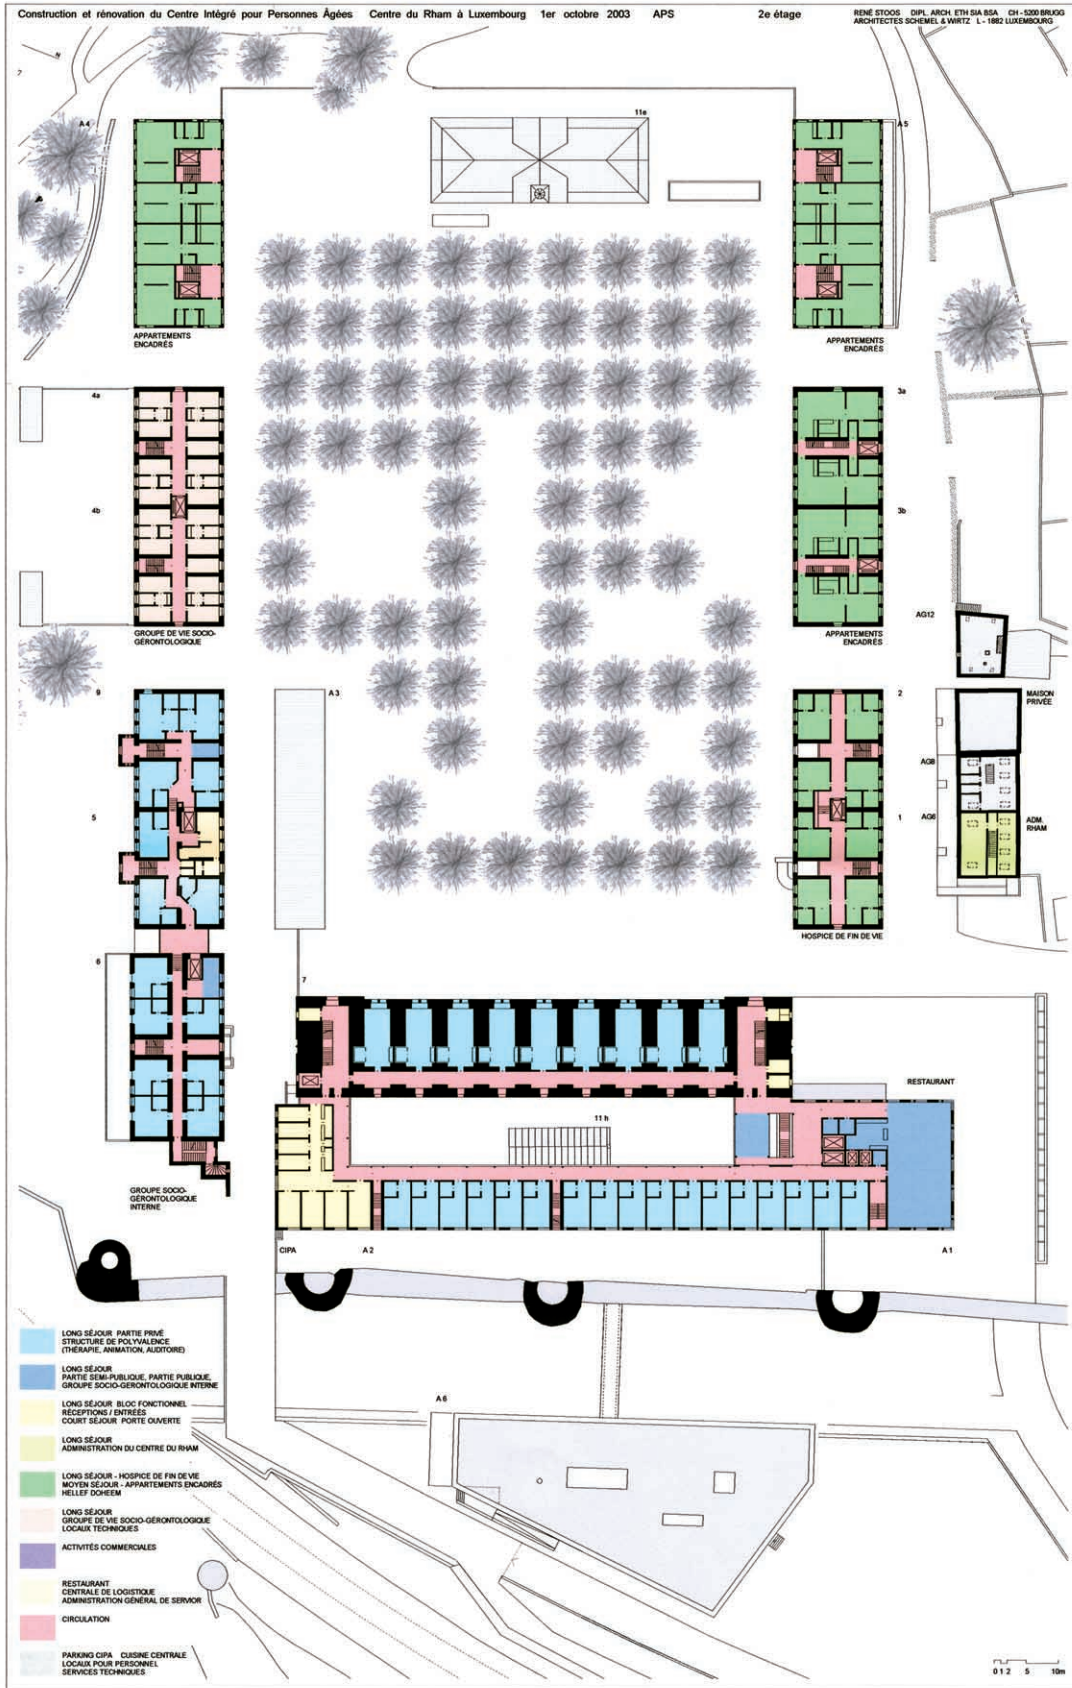 Construction et rénovation du Centre Intégré pour Personnes Âgées Centre du Rham à Luxembourg 1er octobre 2003 APS 2e étage
RENÉ STOOS DIPL. ARCH. ETH SIA BSA CH - 5200 BRUGG
ARCHITECTES SCHEMEL & WIRTZ L - 1882 LUXEMBOURG
N
A 4
11e
A 5
APPARTEMENTS
ENCADRÉS
APPARTEMENTS
ENCADRÉS
4a
3a
4b
3b
GROUPE DE VIE SOCIO-
GÉRONTOLOGIQUE
APPARTEMENTS
ENCADRÉS
AG12
9
A 3
2
MAISON
PRIVÉE
AG8
5
1
AG6
ADM.
RHAM
HOSPICE DE FIN DE VIE
6
7
RESTAURANT
11 h
GROUPE SOCIO-
GÉRONTOLOGIQUE
INTERNE
CIPA
A 2
A 1
A 6
LONG SÉJOUR PARTIE PRIVÉ
STRUCTURE DE POLYVALENCE
(THÉRAPIE, ANIMATION, AUDITOIRE)
LONG SÉJOUR
PARTIE SEMI-PUBLIQUE, PARTIE PUBLIQUE,
GROUPE SOCIO-GERONTOLOGIQUE INTERNE
LONG SÉJOUR BLOC FONCTIONNEL
RÉCEPTIONS / ENTRÉES
COURT SÉJOUR PORTE OUVERTE
LONG SÉJOUR
ADMINISTRATION DU CENTRE DU RHAM
LONG SÉJOUR - HOSPICE DE FIN DE VIE
MOYEN SÉJOUR - APPARTEMENTS ENCADRÉS
HELLEF DOHEEM
LONG SÉJOUR
GROUPE DE VIE SOCIO-GÉRONTOLOGIQUE
LOCAUX TECHNIQUES
ACTIVITÉS COMMERCIALES
RESTAURANT
CENTRALE DE LOGISTIQUE
ADMINISTRATION GÉNÉRAL DE SERVIOR
CIRCULATION
PARKING CIPA CUISINE CENTRALE
LOCAUX POUR PERSONNEL
SERVICES TECHNIQUES
0 1 2 5 10m